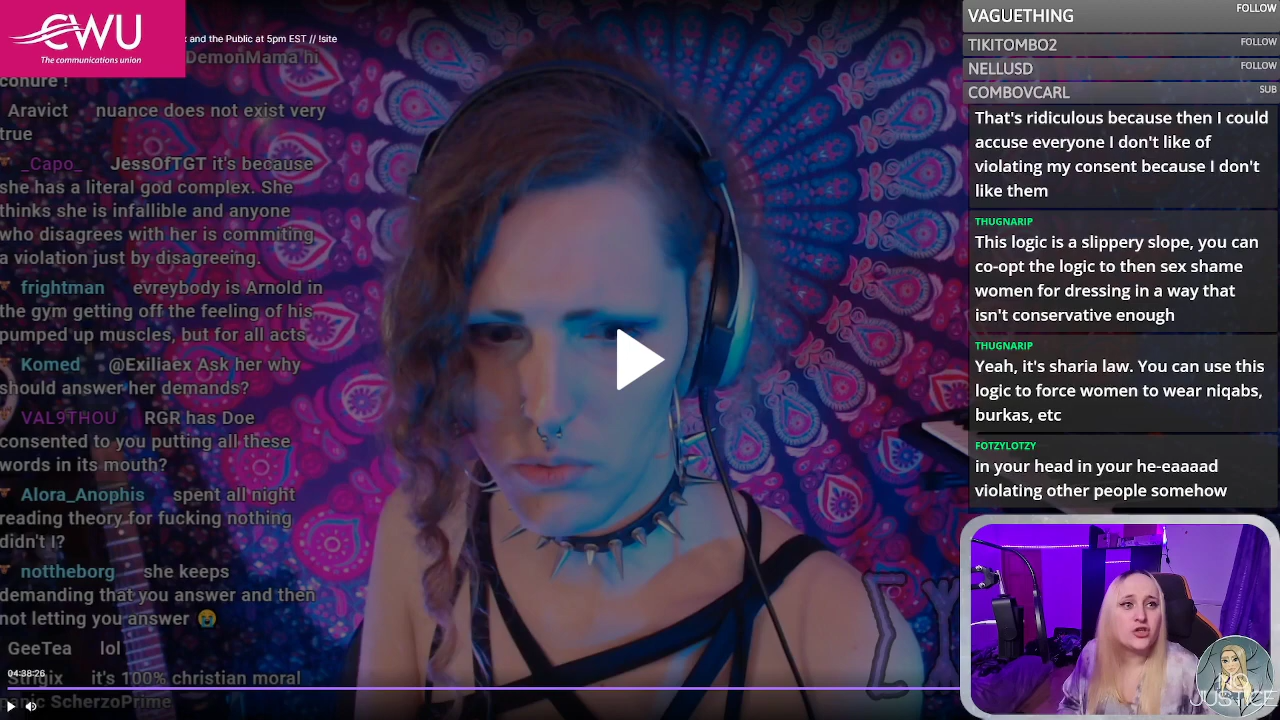 CWU
The communications union
and the Public at 5pm EST // !site
DemonMama hi
conure !
Aravict nuance does not exist very
true
_Capo_ JessOfTGT it's because
she has a literal god complex. She
thinks she is infallible and anyone
who disagrees with her is commiting
a violation just by disagreeing.
frightman evreybody is Arnold in
the gym getting off the feeling of his
pumped up muscles, but for all acts
Komed @Exiliaex Ask her why
should answer her demands?
VAL9THOU RGR has Doe
consented to you putting all these
words in its mouth?
Alora_Anophis spent all night
reading theory for fucking nothing
didn't I?
nottheborg she keeps
demanding that you answer and then
not letting you answer 😭
GeeTea lol
04:38:26
it's 100% christian moral
panic ScherzoPrime
VAGUETHING FOLLOW
TIKITOMBO2 FOLLOW
NELLUSD FOLLOW
COMBOVCARL SUB
That's ridiculous because then I could
accuse everyone I don't like of
violating my consent because I don't
like them
THUGNARIP
This logic is a slippery slope, you can
co-opt the logic to then sex shame
women for dressing in a way that
isn't conservative enough
THUGNARIP
Yeah, it's sharia law. You can use this
logic to force women to wear niqabs,
burkas, etc
FOTZYLOTZY
in your head in your he-eaaaad
violating other people somehow
JUSTICE